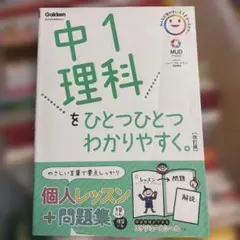 Gakken
MUD
中1
理科
を
ひとつひとつ
わかりやすく。
[改訂版]
やさしい言葉で要点しっかり
個人レッスン
+問題集
レッスン
問題
解説